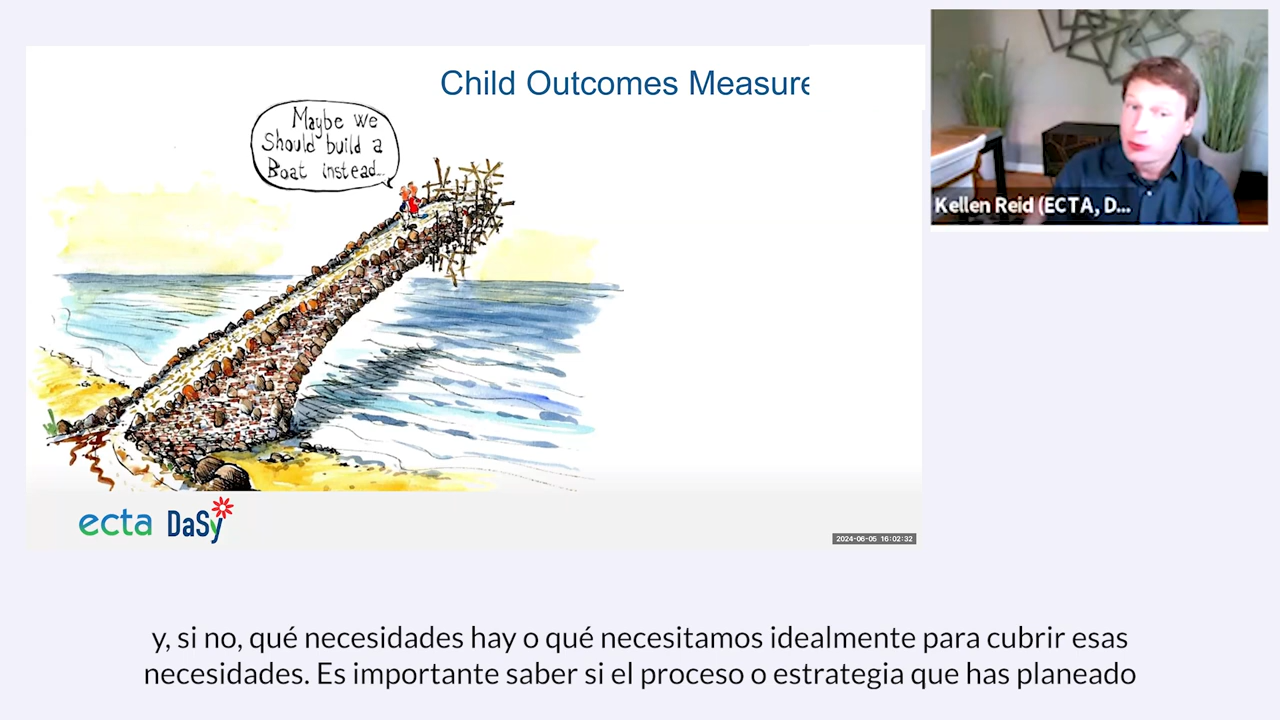 Child Outcomes Measure
Maybe we
Should build a
Boat instead...
Kellen Reid (ECTA, D...
ecta DaSy
2024-06-05 16:02:32
y, si no, qué necesidades hay o qué necesitamos idealmente para cubrir esas
necesidades. Es importante saber si el proceso o estrategia que has planeado